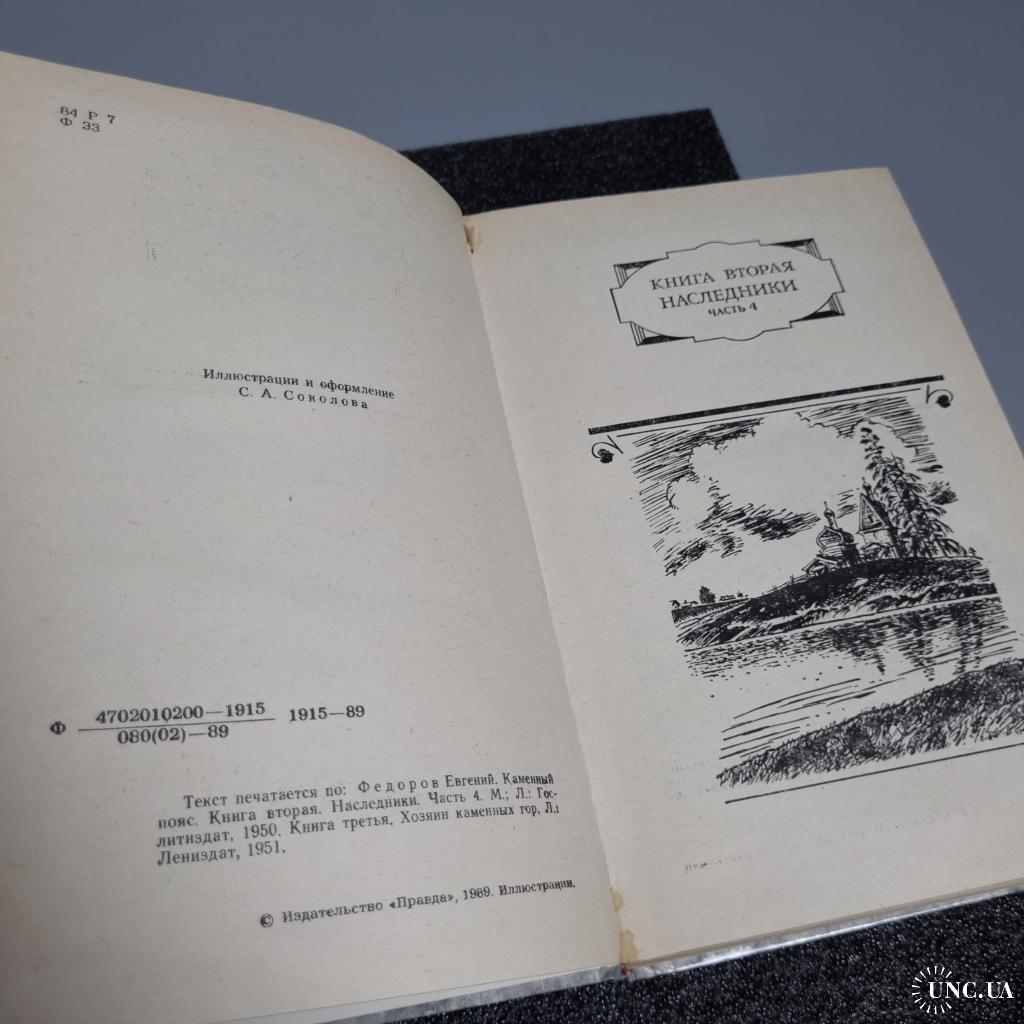 84 Р 7
Ф 33
Иллюстрации и оформление
С. А. Соколова
Ф 4702010200—1915 1915—89
080(02)—89
Текст печатается по: Федоров Евгений. Каменный
пояс. Книга вторая. Наследники. Часть 4. М.; Л.: Гос-
литиздат, 1950. Книга третья. Хозяин каменных гор. Л.:
Лениздат, 1951.
© Издательство «Правда», 1989. Иллюстрации.
КНИГА ВТОРАЯ
НАСЛЕДНИКИ
ЧАСТЬ 4
UNC.UA